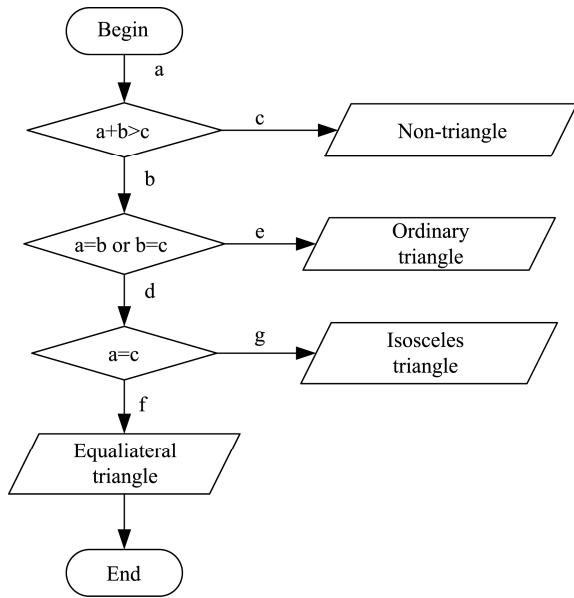 Begin
a
a+b>c
c
Non-triangle
b
a=b or b=c
e
Ordinary
triangle
d
a=c
g
Isosceles
triangle
f
Equaliateral
triangle
End